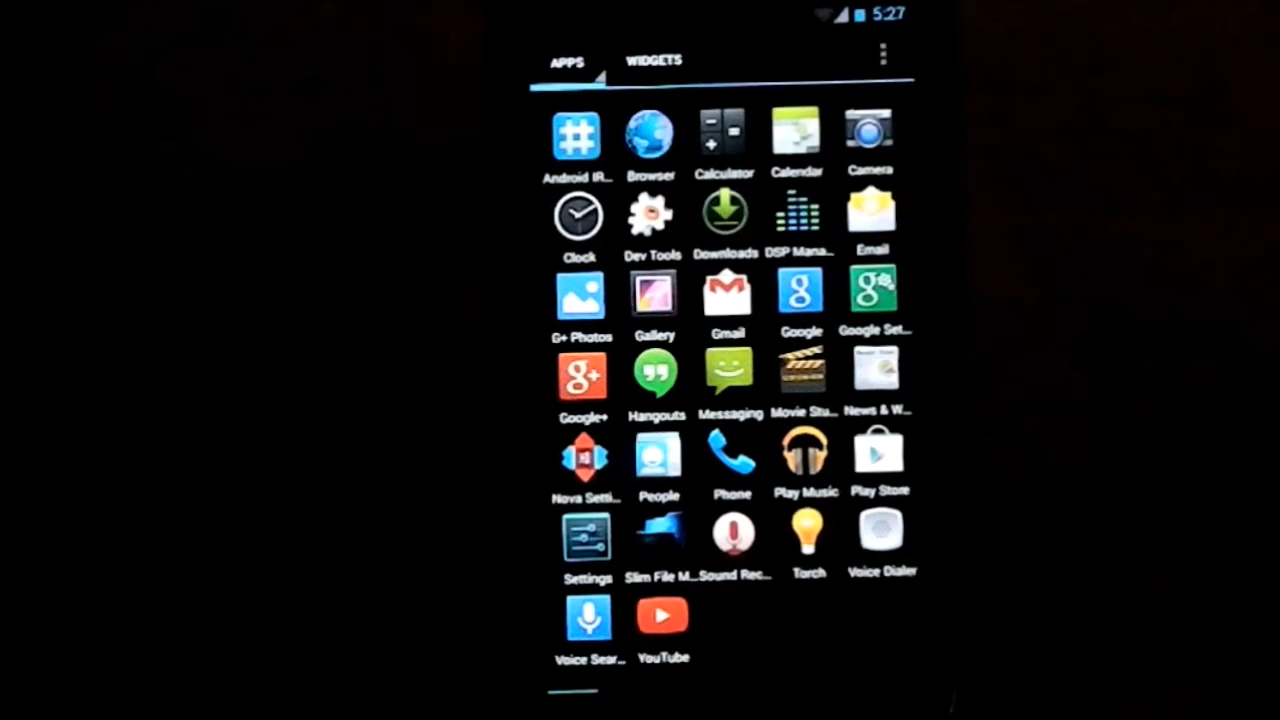 5:27
APPS WIDGETS
Android IR... Browser Calculator Calendar Camera
Clock Dev Tools Downloads DSP Mana... Email
G+ Photos Gallery Gmail Google Google Set...
Google+ Hangouts Messaging Movie Stu... News & W...
Nova Setti... People Phone Play Music Play Store
Settings Slim File M... Sound Rec... Torch Voice Dialer
Voice Sear... YouTube